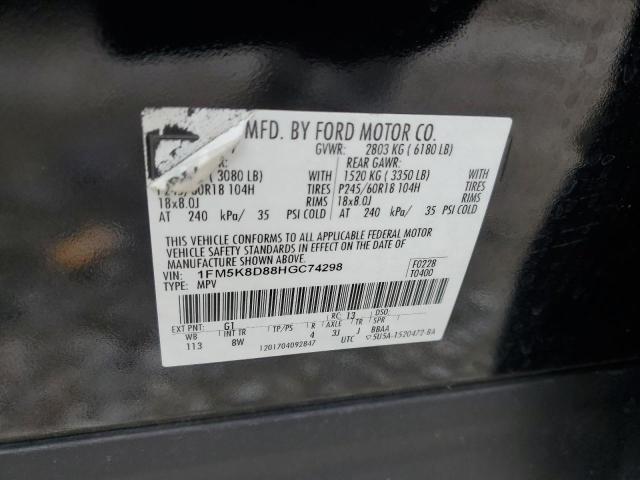 MFD. BY FORD MOTOR CO.
GVWR: 2803 KG ( 6180 LB)
( 3080 LB) WITH
P245/60R18 104H TIRES
18x8.0J RIMS
AT 240 kPa/ 35 PSI COLD
REAR GAWR:
1520 KG ( 3350 LB) WITH
P245/60R18 104H TIRES
18x8.0J RIMS
AT 240 kPa/ 35 PSI COLD
THIS VEHICLE CONFORMS TO ALL APPLICABLE FEDERAL MOTOR
VEHICLE SAFETY STANDARDS IN EFFECT ON THE DATE OF
MANUFACTURE SHOWN ABOVE.
VIN: 1FM5K8D88HGC74298
TYPE: MPV
F0228
T0400
EXT PNT: G1 RC: 13 DSO:
WB INT TR TP/PS R AXLE TR SPR
113 8W 4 3J J BBAA
1201704092847 UTC 5U5A-1520472-BA